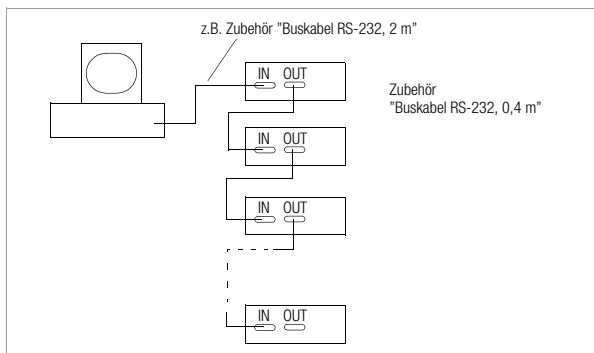 z.B. Zubehör ”Buskabel RS-232, 2 m”
IN OUT
Zubehör
”Buskabel RS-232, 0,4 m”
IN OUT
IN OUT
IN OUT